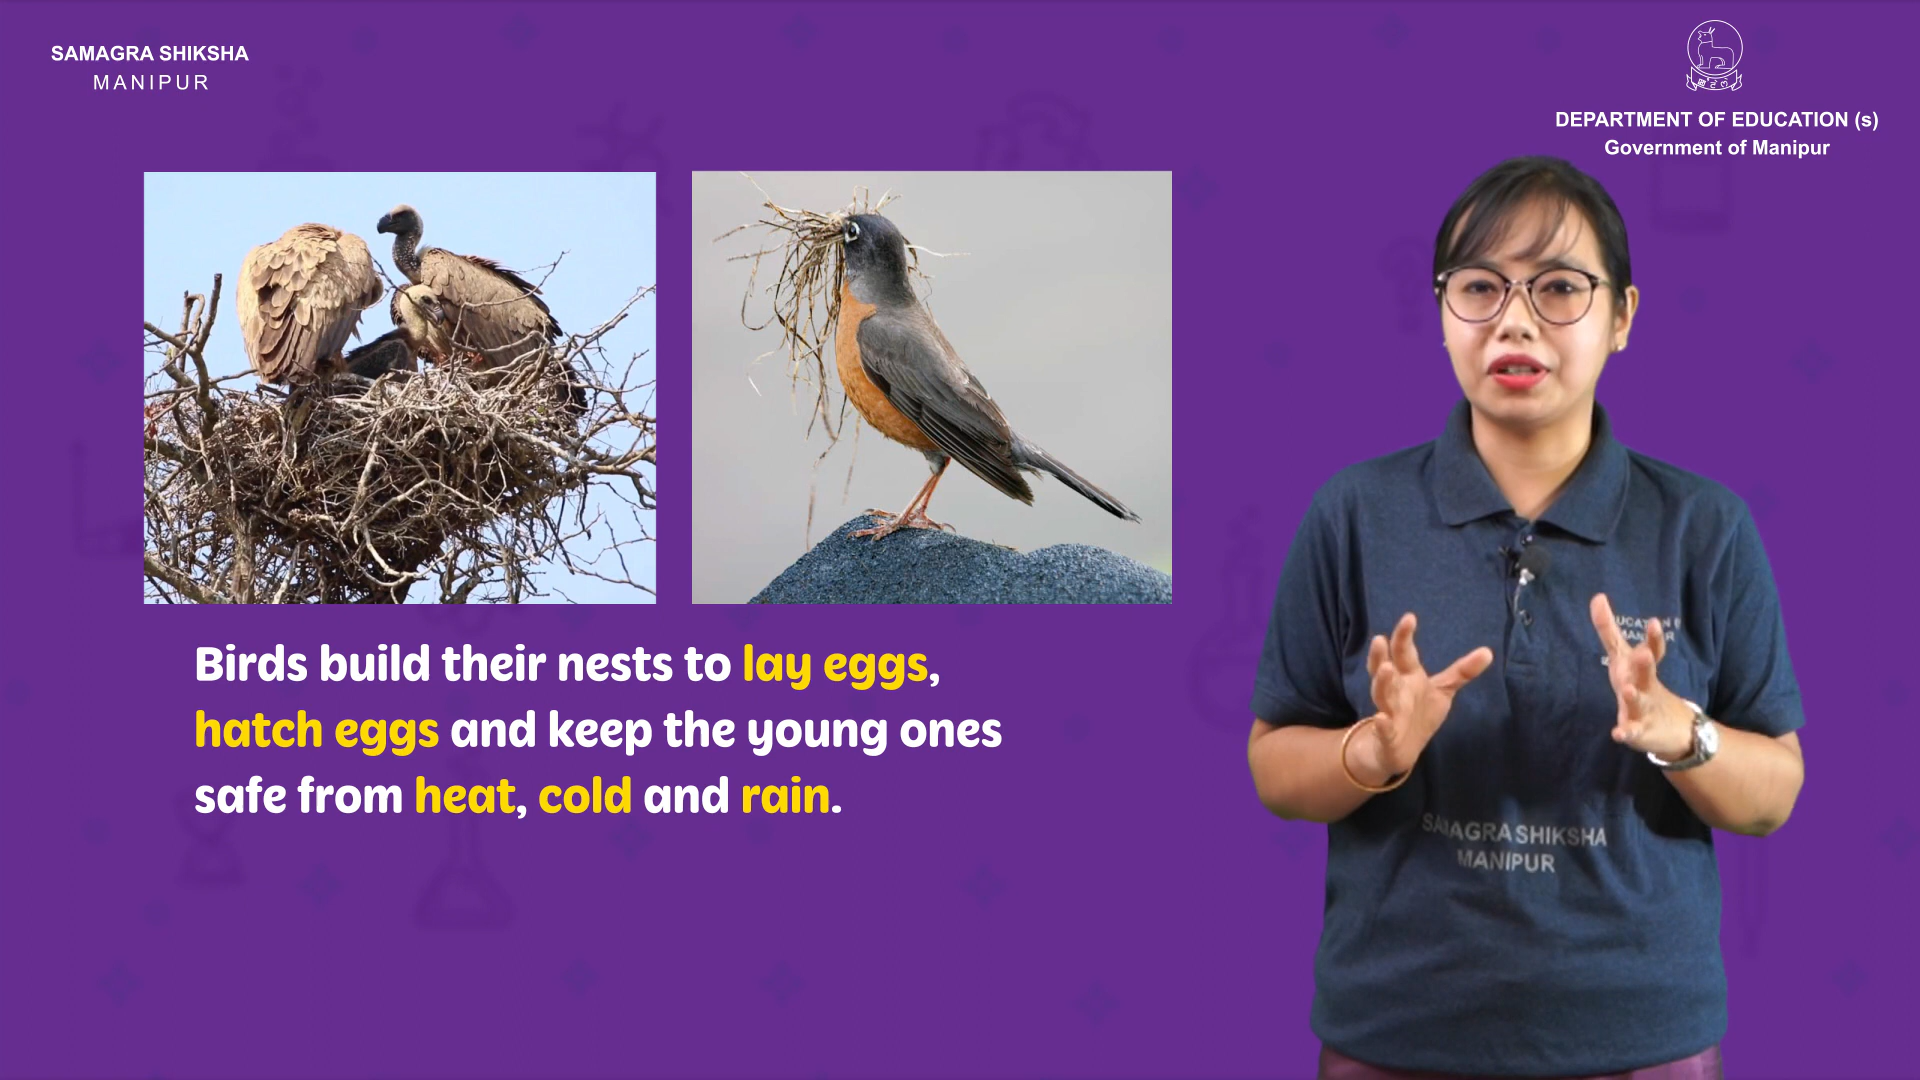 SAMAGRA SHIKSHA
MANIPUR
DEPARTMENT OF EDUCATION (s)
Government of Manipur
Birds build their nests to lay eggs,
hatch eggs and keep the young ones
safe from heat, cold and rain.
SAMAGRA SHIKSHA
MANIPUR